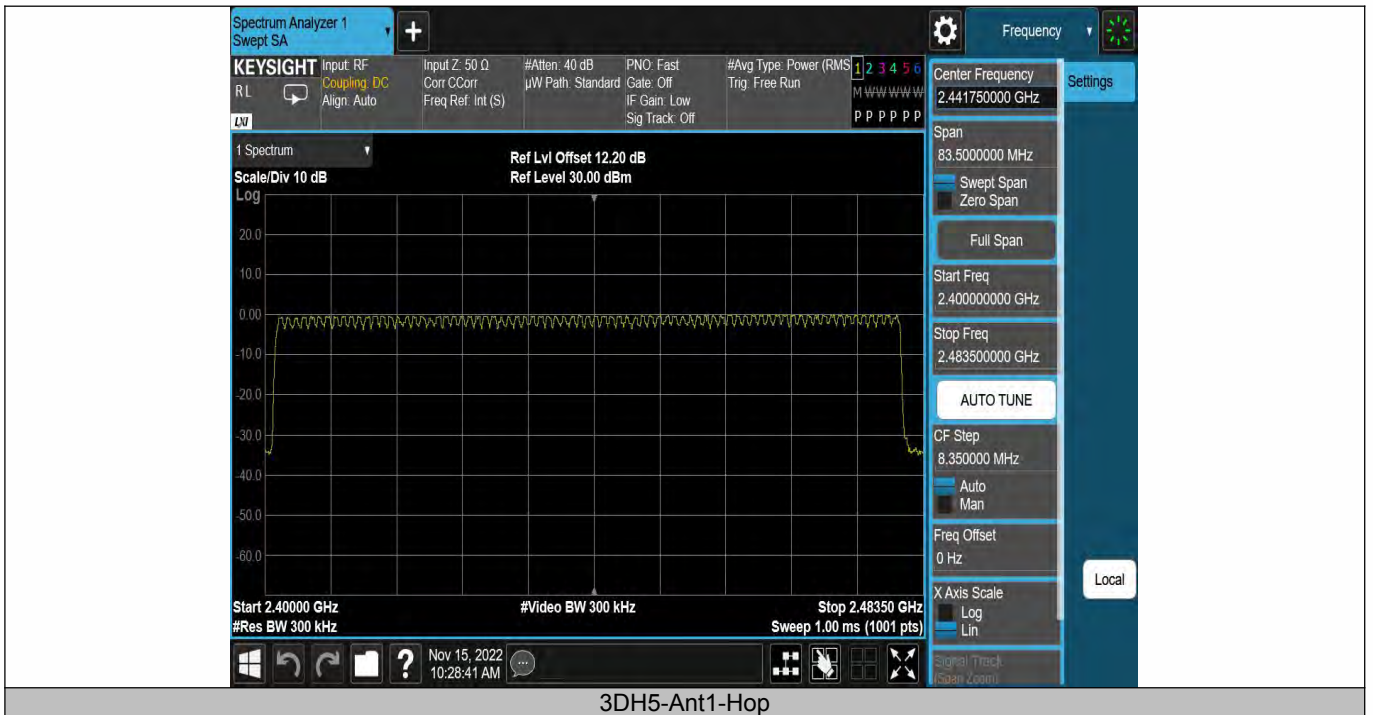 Spectrum Analyzer 1
Swept SA
+
Frequency
KEYSIGHT
RL
LXI
Input: RF
Coupling: DC
Align: Auto
Input Z: 50 Ω
Corr CCorr
Freq Ref: Int (S)
#Atten: 40 dB
µW Path: Standard
PNO: Fast
Gate: Off
IF Gain: Low
Sig Track: Off
#Avg Type: Power (RMS
Trig: Free Run
1 2 3 4 5 6
M W W W W W
P P P P P P
1 Spectrum
Scale/Div 10 dB
Ref Lvl Offset 12.20 dB
Ref Level 30.00 dBm
Log
20.0
10.0
0.00
-10.0
-20.0
-30.0
-40.0
-50.0
-60.0
Start 2.40000 GHz
#Video BW 300 kHz
Stop 2.48350 GHz
#Res BW 300 kHz
Sweep 1.00 ms (1001 pts)
Center Frequency
2.441750000 GHz
Settings
Span
83.5000000 MHz
Swept Span
Zero Span
Full Span
Start Freq
2.400000000 GHz
Stop Freq
2.483500000 GHz
AUTO TUNE
CF Step
8.350000 MHz
Auto
Man
Freq Offset
0 Hz
X Axis Scale
Log
Lin
Signal Track
(Span Zoom)
Local
?
Nov 15, 2022
10:28:41 AM
3DH5-Ant1-Hop